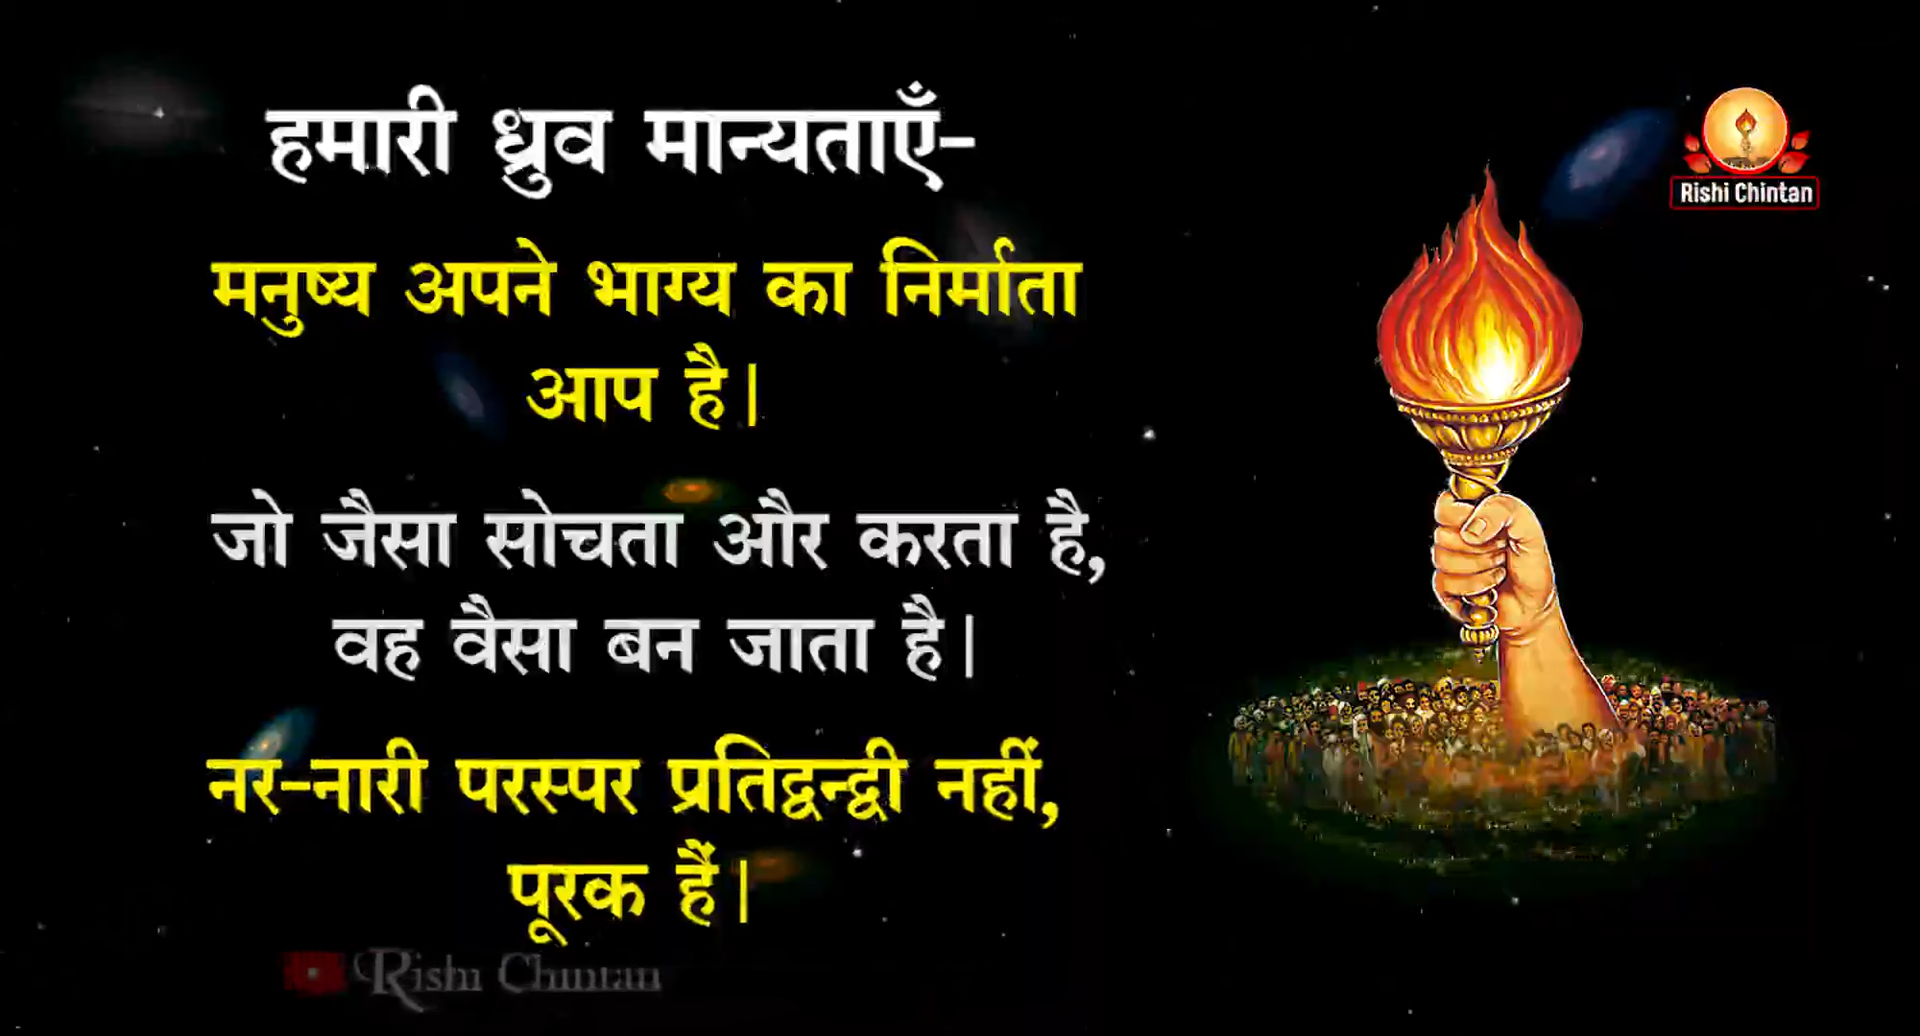 हमारी ध्रुव मान्यताएँ-
मनुष्य अपने भाग्य का निर्माता
आप है।
जो जैसा सोचता और करता है,
वह वैसा बन जाता है।
नर-नारी परस्पर प्रतिद्वन्द्वी नहीं,
पूरक हैं।
Rishi Chintan
Rishi Chintan